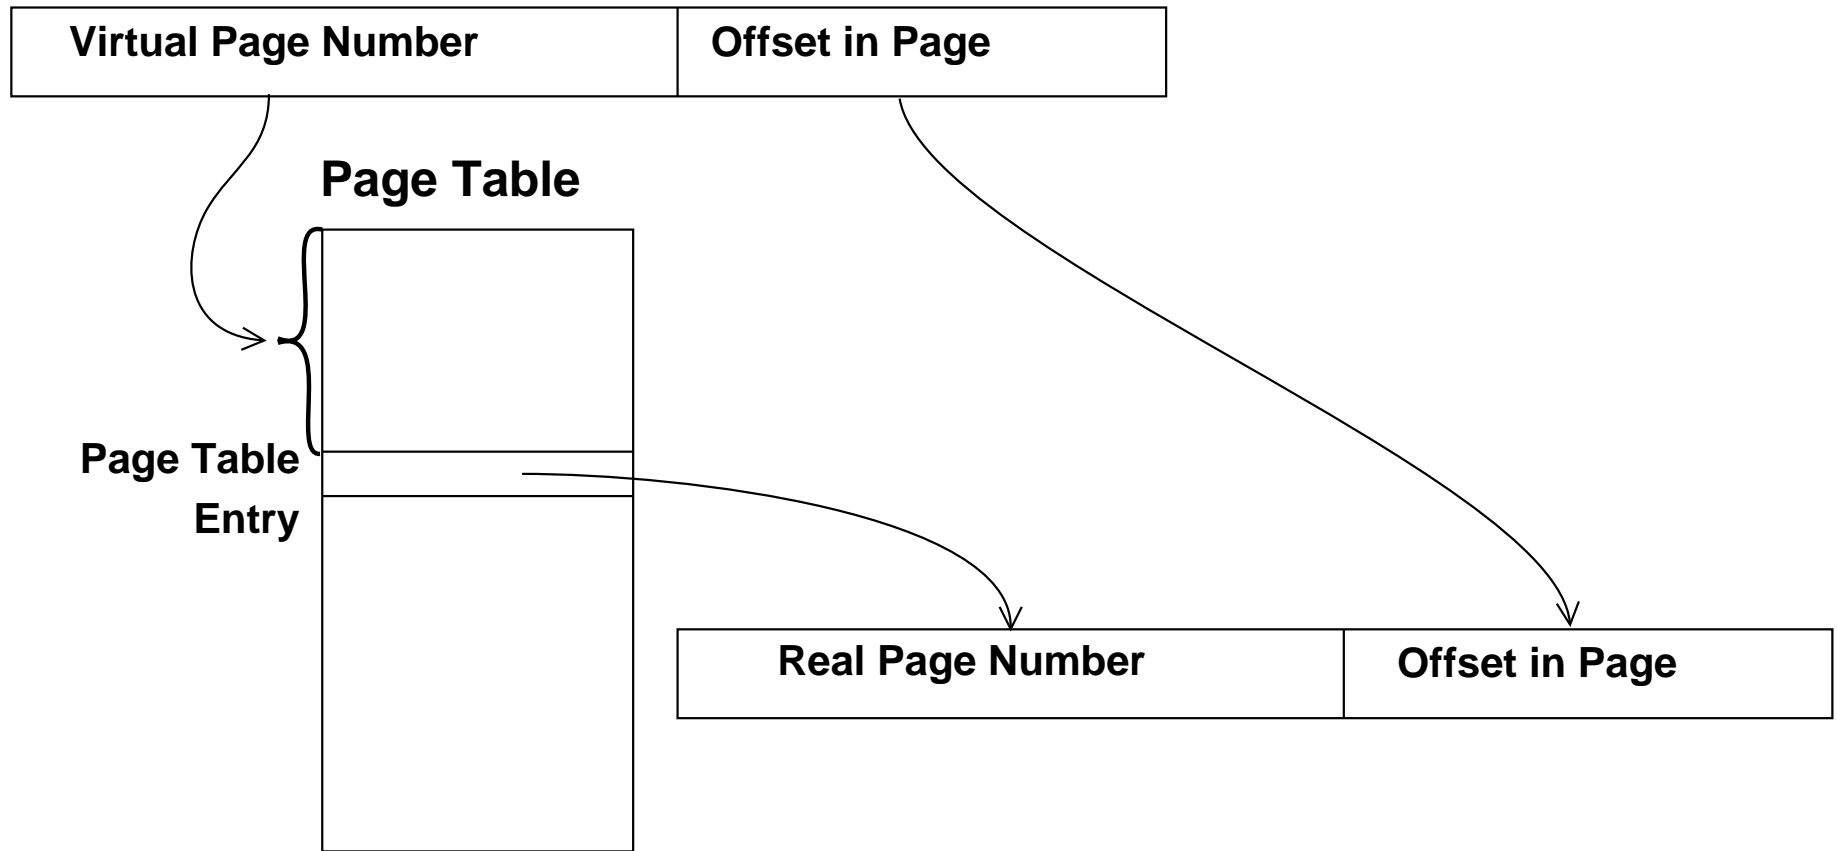 Virtual Page Number
Offset in Page
Page Table
Page Table
Entry
Real Page Number
Offset in Page